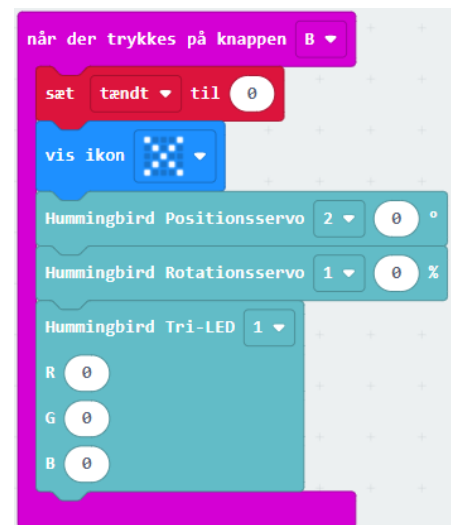 når der trykkes på knappen B
sæt tændt til 0
vis ikon
Hummingbird Positionsservo 2 0 °
Hummingbird Rotationsservo 1 0 %
Hummingbird Tri-LED 1
R 0
G 0
B 0